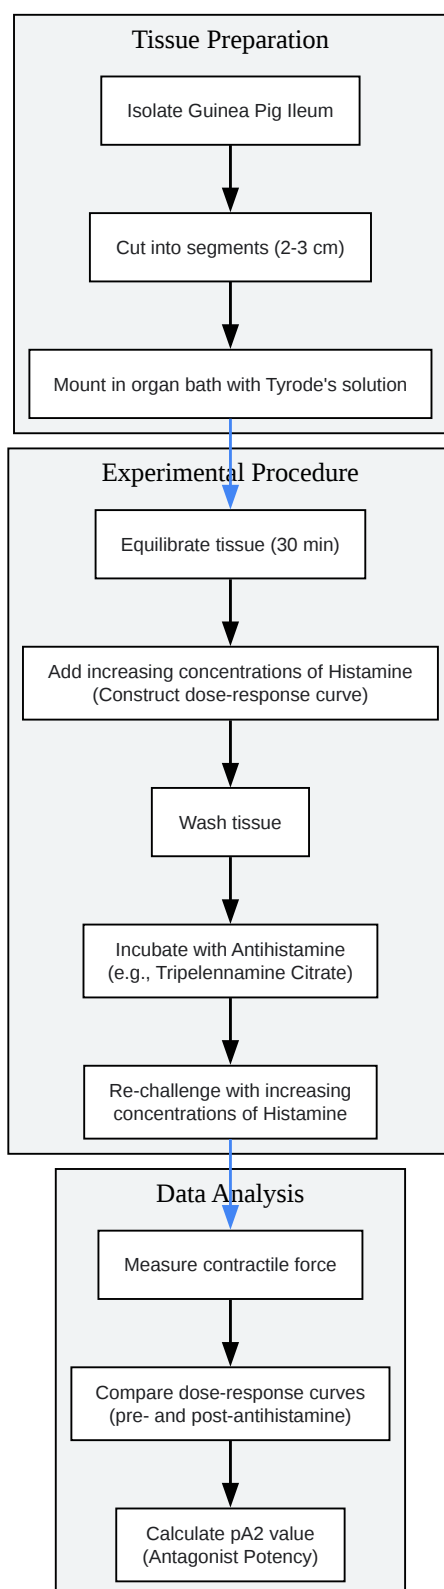 Tissue Preparation
Isolate Guinea Pig Ileum
Cut into segments (2-3 cm)
Mount in organ bath with Tyrode's solution
Experimental Procedure
Equilibrate tissue (30 min)
Add increasing concentrations of Histamine
(Construct dose-response curve)
Wash tissue
Incubate with Antihistamine
(e.g., Tripelennamine Citrate)
Re-challenge with increasing
concentrations of Histamine
Data Analysis
Measure contractile force
Compare dose-response curves
(pre- and post-antihistamine)
Calculate pA2 value
(Antagonist Potency)